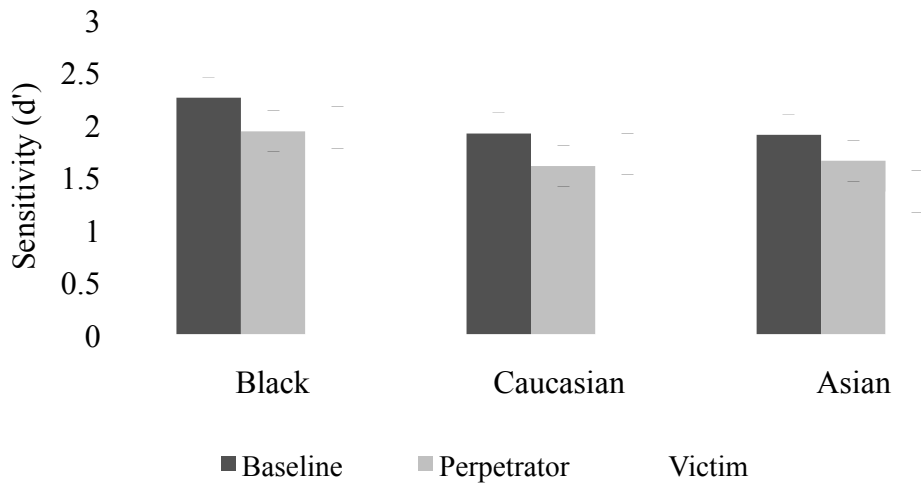 3
2.5
2
1.5
1
0.5
0
Sensitivity (d')
Black Caucasian Asian
Baseline Perpetrator Victim